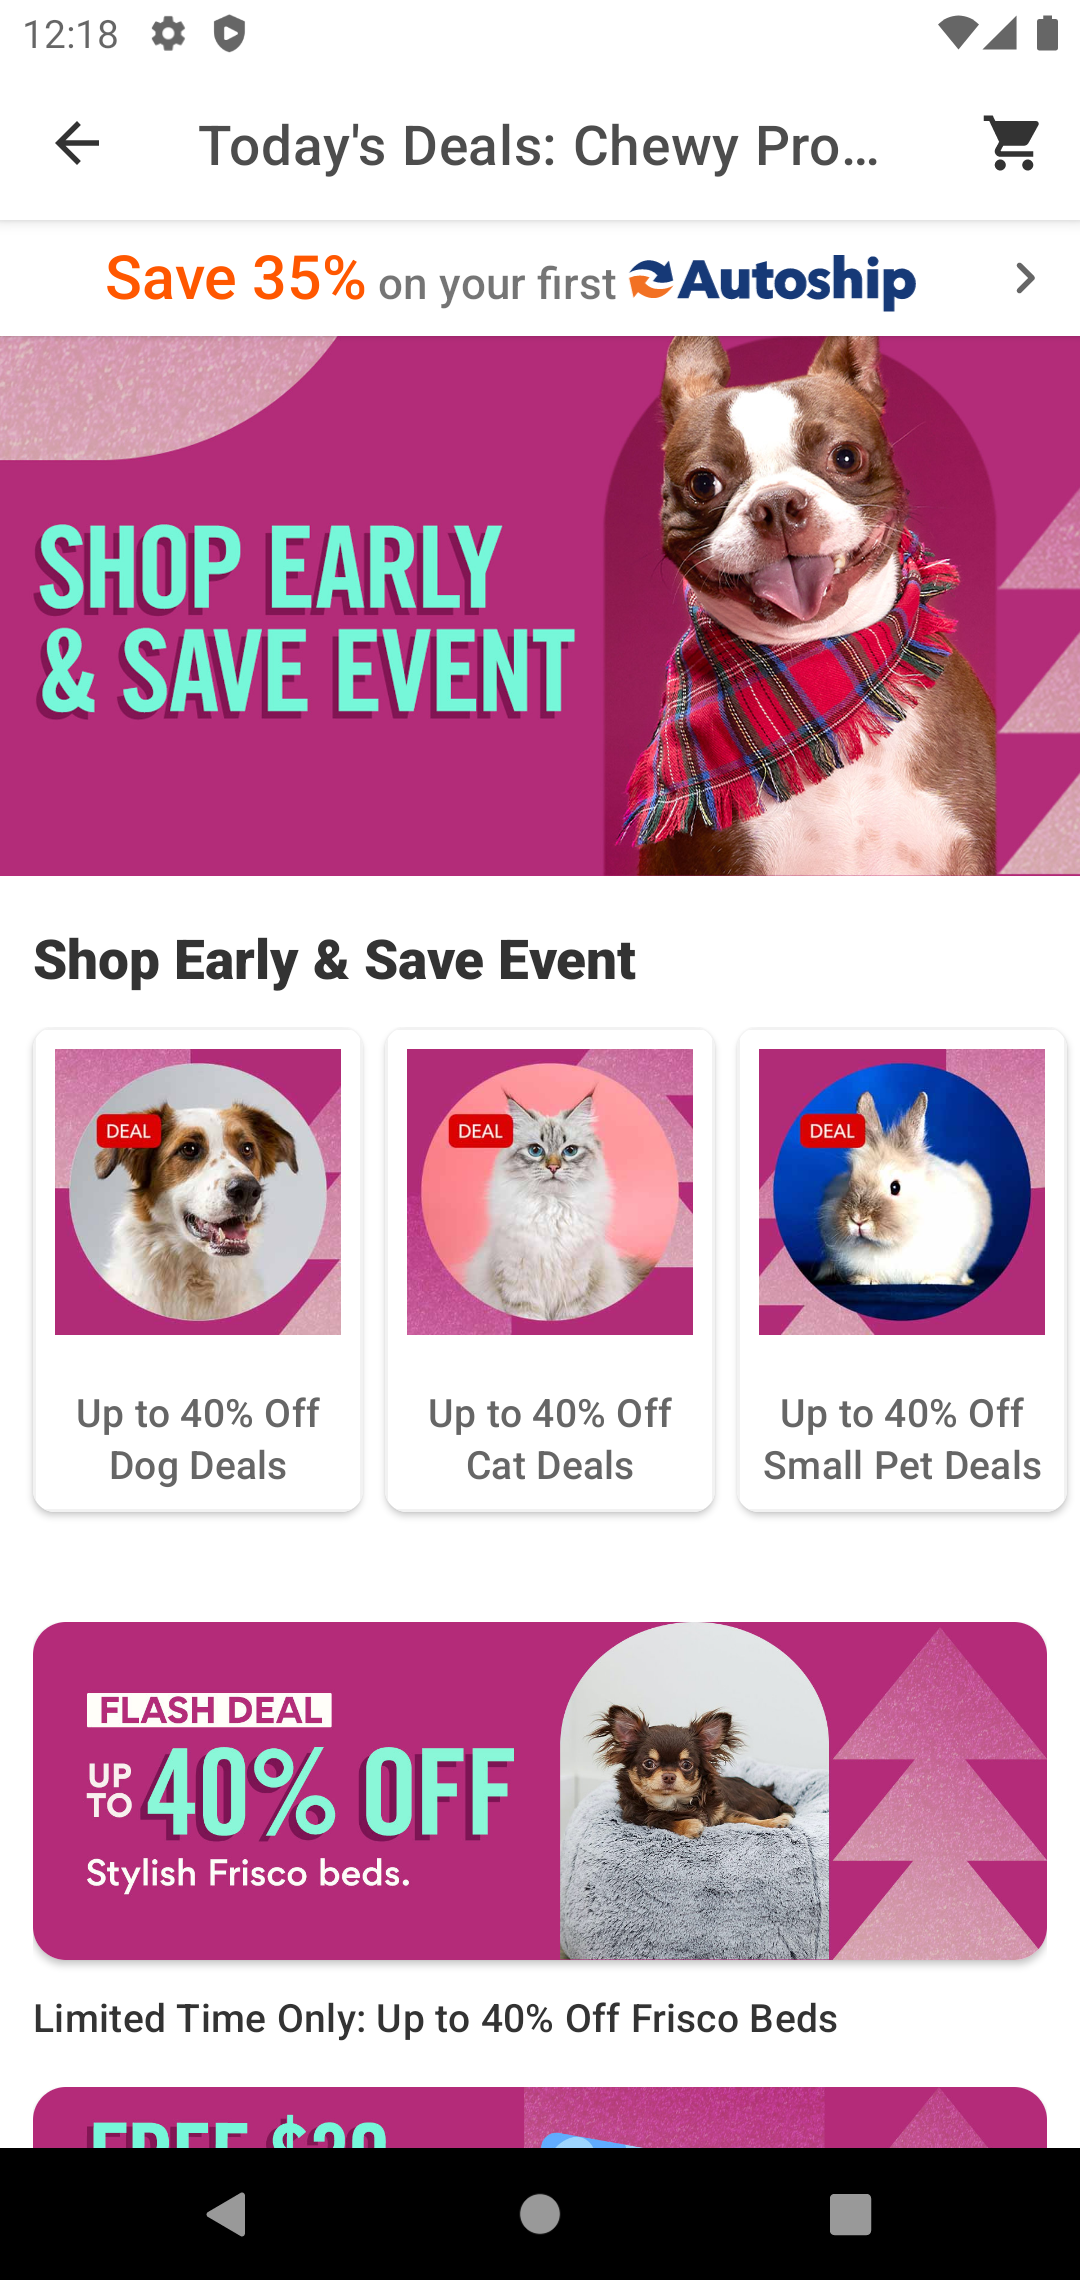 12:18
Today's Deals: Chewy Pro...
Save 35% on your first Autoship
SHOP EARLY
& SAVE EVENT
Shop Early & Save Event
DEAL
DEAL
DEAL
Up to 40% Off
Dog Deals
Up to 40% Off
Cat Deals
Up to 40% Off
Small Pet Deals
FLASH DEAL
UP TO 40% OFF
Stylish Frisco beds.
Limited Time Only: Up to 40% Off Frisco Beds